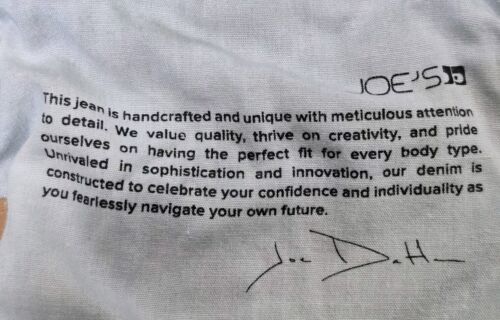 JOE'S
This jean is handcrafted and unique with meticulous attention
to detail. We value quality, thrive on creativity, and pride
ourselves on having the perfect fit for every body type.
Unrivaled in sophistication and innovation, our denim is
constructed to celebrate your confidence and individuality as
you fearlessly navigate your own future.
Joe